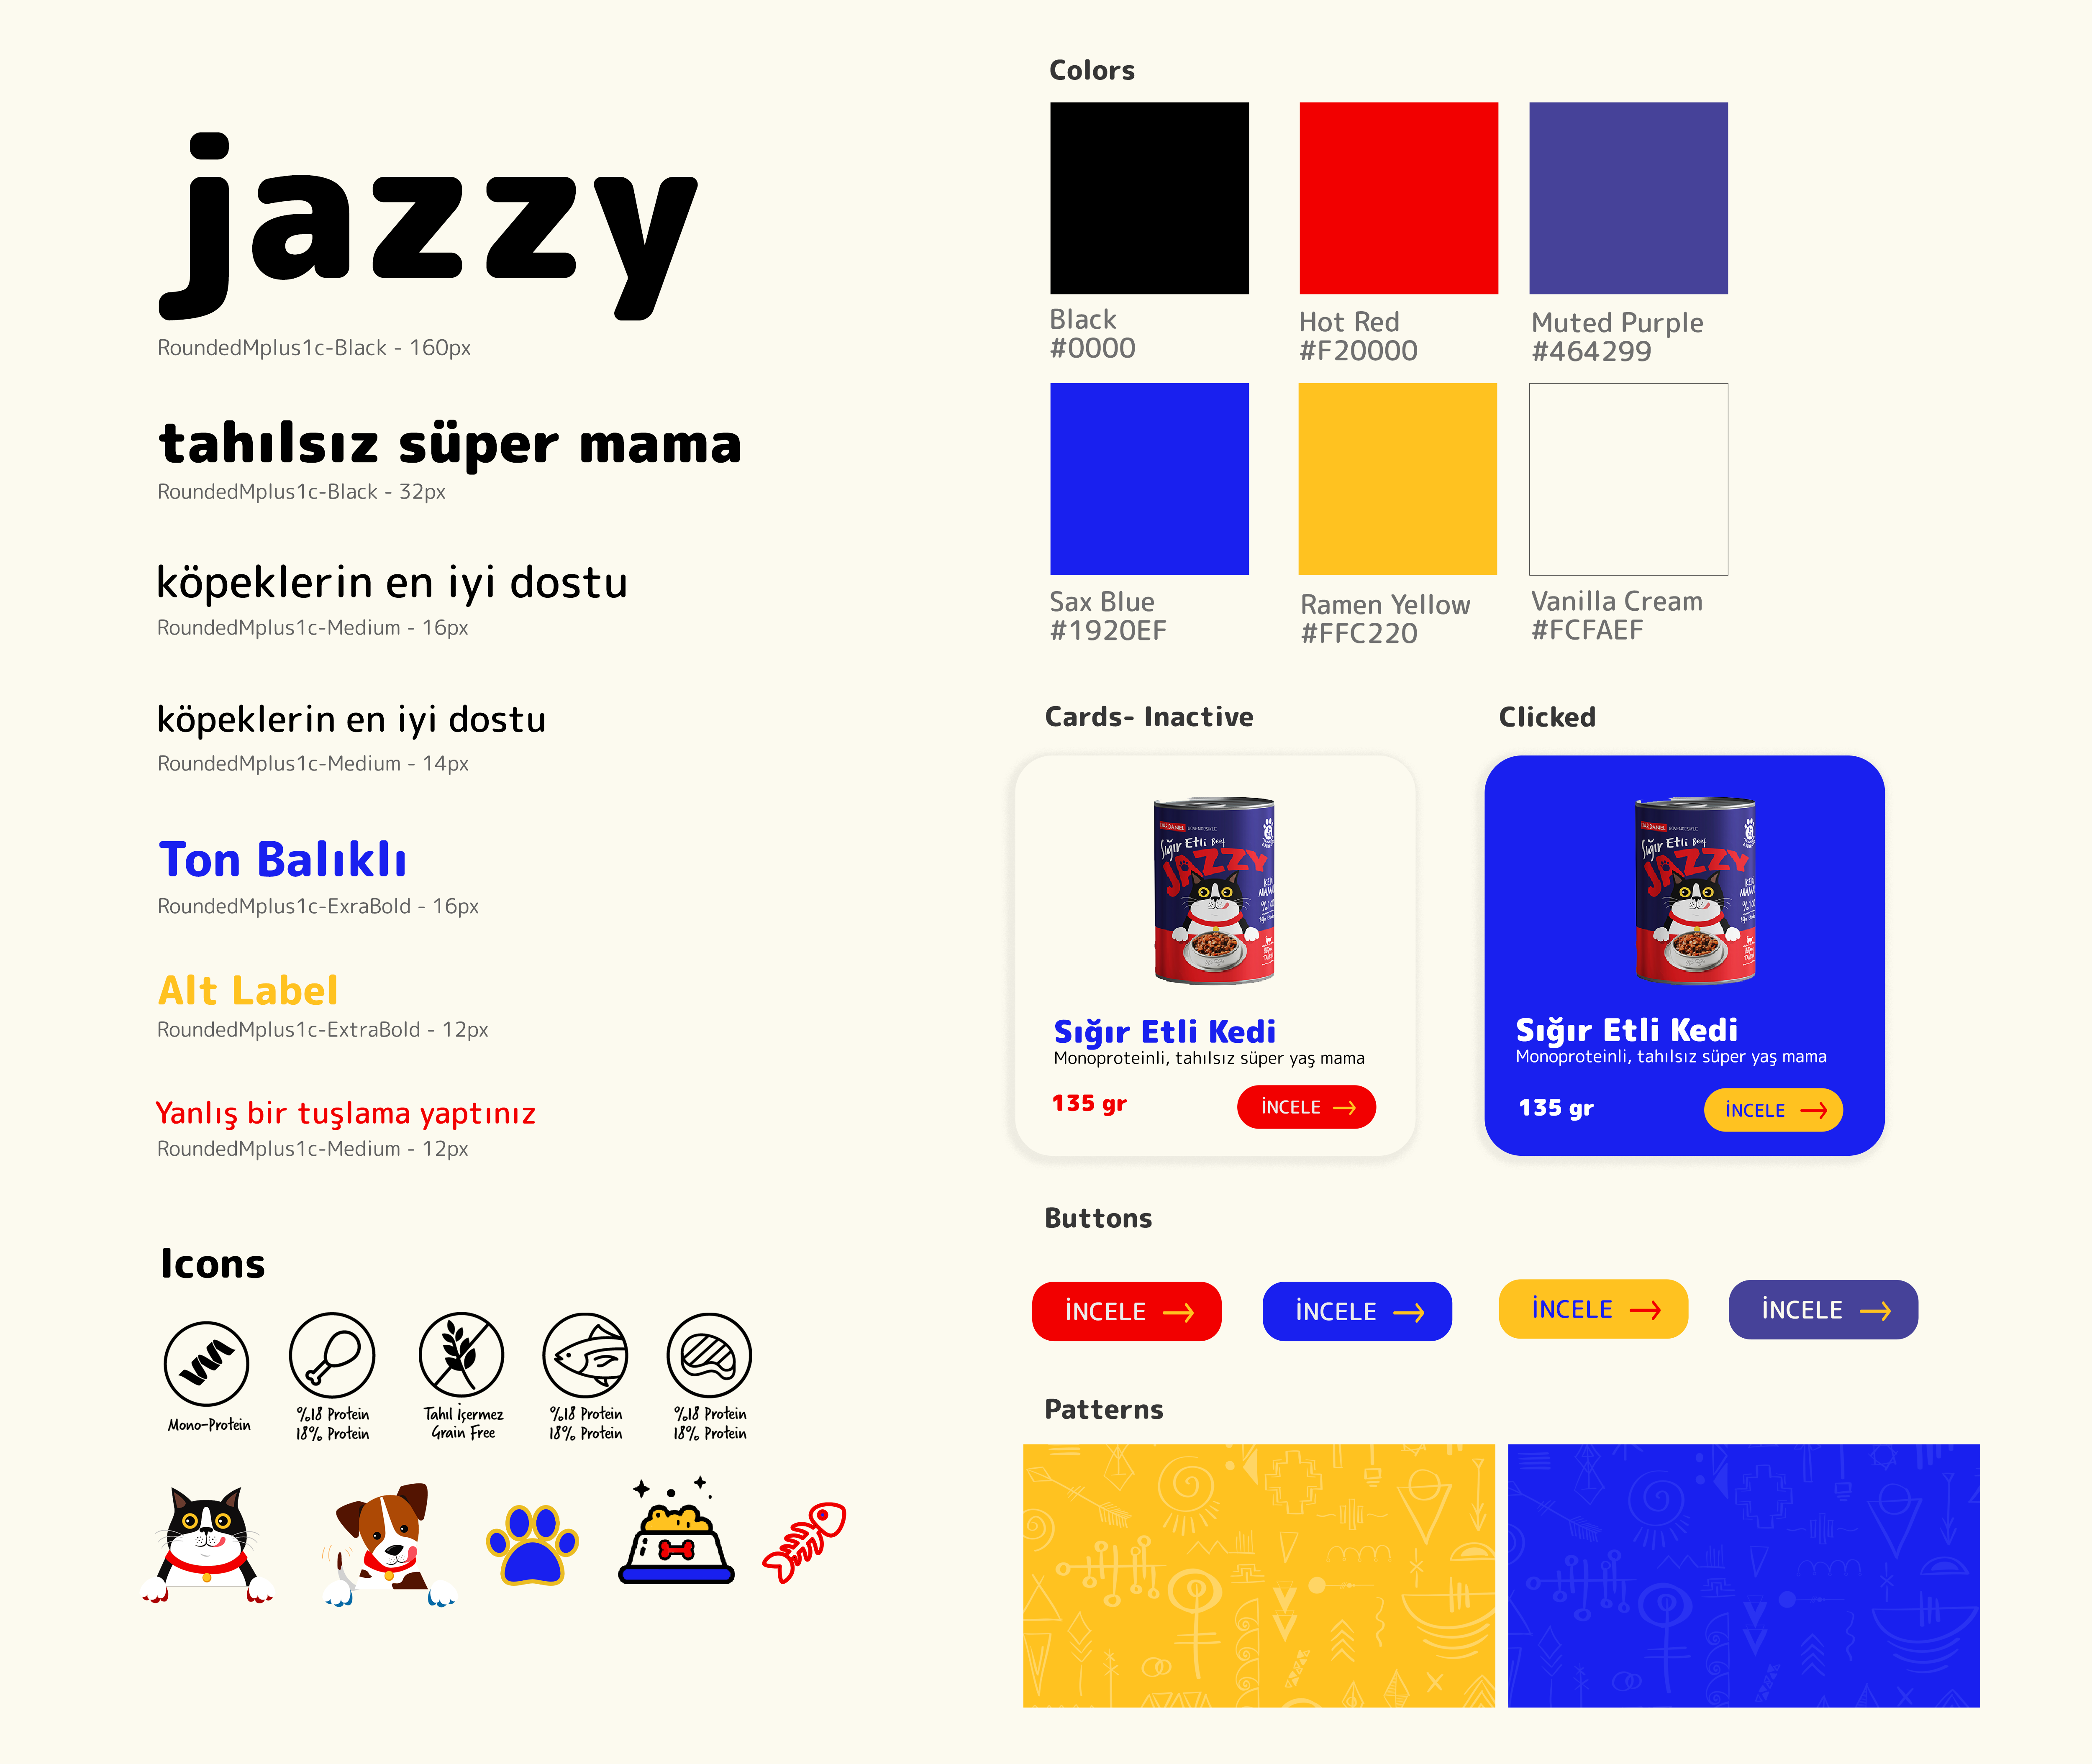 jazzy
RoundedMplus1c-Black - 160px
tahılsız süper mama
RoundedMplus1c-Black - 32px
köpeklerin en iyi dostu
RoundedMplus1c-Medium - 16px
köpeklerin en iyi dostu
RoundedMplus1c-Medium - 14px
Ton Balıklı
RoundedMplus1c-ExraBold - 16px
Alt Label
RoundedMplus1c-ExtraBold - 12px
Yanlış bir tuşlama yaptınız
RoundedMplus1c-Medium - 12px
Icons
Mono-Protein
%18 Protein
18% Protein
Tahıl İçermez
Grain Free
%18 Protein
18% Protein
%18 Protein
18% Protein
Colors
Black
#0000
Hot Red
#F20000
Muted Purple
#464299
Sax Blue
#1920EF
Ramen Yellow
#FFC220
Vanilla Cream
#FCFAEF
Cards- Inactive
DARDANEL
Sığır Etli Beef
JAZZY
Sığır Etli Kedi
Monoproteinli, tahılsız süper yaş mama
135 gr
İNCELE
Clicked
DARDANEL
Sığır Etli Beef
JAZZY
Sığır Etli Kedi
Monoproteinli, tahılsız süper yaş mama
135 gr
İNCELE
Buttons
İNCELE
İNCELE
İNCELE
İNCELE
Patterns